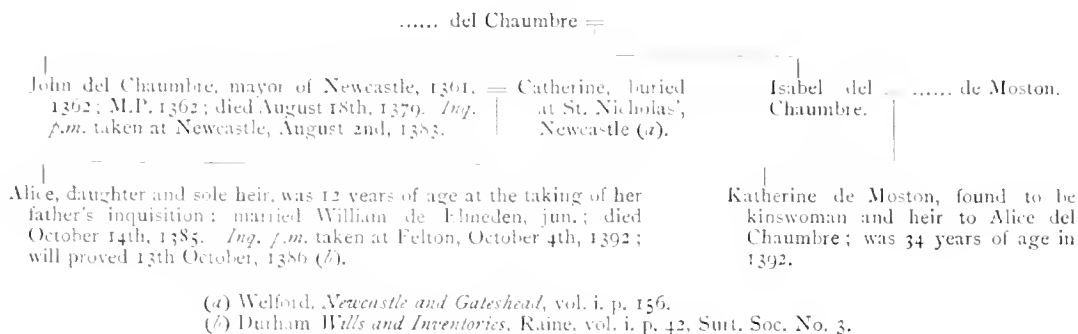 ...... del Chaumbre =
John del Chaumbre, mayor of Newcastle, 1361, = Catherine, buried Isabel del ...... de Moston.
1362; M.P. 1362; died August 18th, 1379. Inq. at St. Nicholas', Chaumbre.
p.m. taken at Newcastle, August 2nd, 1383. Newcastle (a).
Alice, daughter and sole heir, was 12 years of age at the taking of her
father's inquisition; married William de Elmeden, jun.; died
October 14th, 1385. Inq. p.m. taken at Felton, October 4th, 1392;
will proved 13th October, 1386 (b).
Katherine de Moston, found to be
kinswoman and heir to Alice del
Chaumbre; was 34 years of age in
1392.
(a) Welford, Newcastle and Gateshead, vol. i. p. 156.
(b) Durham Wills and Inventories, Raine, vol. i. p. 42, Surt. Soc. No. 3.